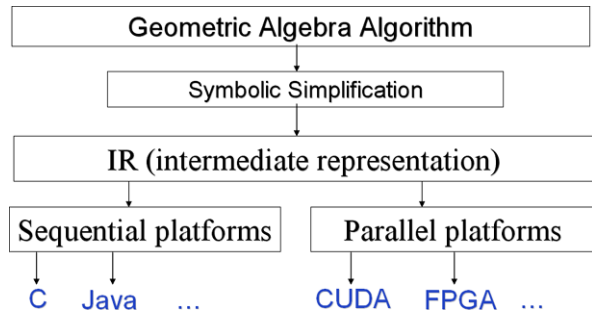 Geometric Algebra Algorithm
Symbolic Simplification
IR (intermediate representation)
Sequential platforms Parallel platforms
C Java ... CUDA FPGA ...